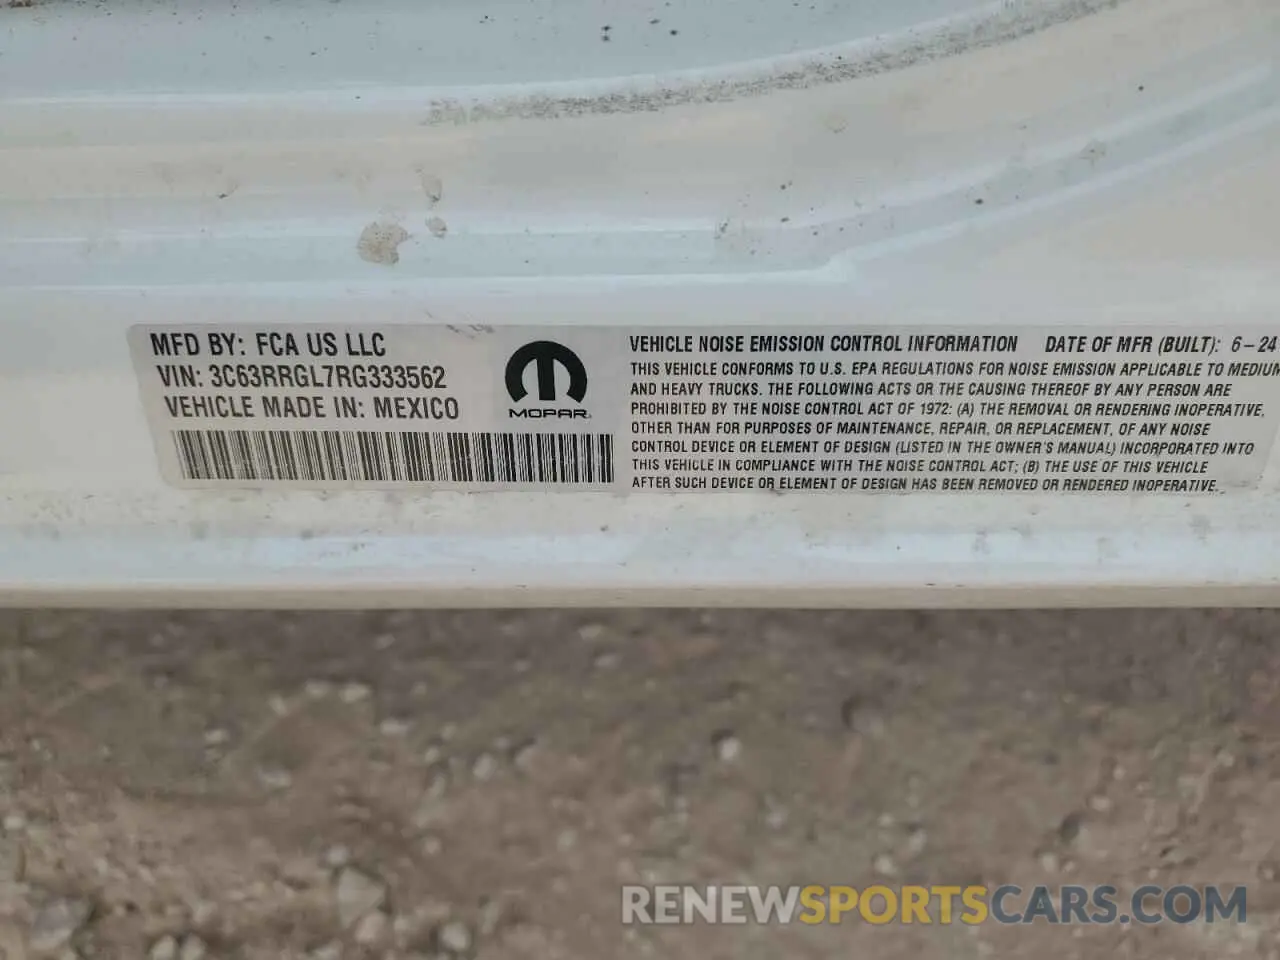 MFD BY: FCA US LLC
VIN: 3C63RRGL7RG333562
VEHICLE MADE IN: MEXICO
MOPAR
VEHICLE NOISE EMISSION CONTROL INFORMATION DATE OF MFR (BUILT): 6-24
THIS VEHICLE CONFORMS TO U.S. EPA REGULATIONS FOR NOISE EMISSION APPLICABLE TO MEDIUM
AND HEAVY TRUCKS. THE FOLLOWING ACTS OR THE CAUSING THEREOF BY ANY PERSON ARE
PROHIBITED BY THE NOISE CONTROL ACT OF 1972: (A) THE REMOVAL OR RENDERING INOPERATIVE,
OTHER THAN FOR PURPOSES OF MAINTENANCE, REPAIR, OR REPLACEMENT, OF ANY NOISE
CONTROL DEVICE OR ELEMENT OF DESIGN (LISTED IN THE OWNER'S MANUAL) INCORPORATED INTO
THIS VEHICLE IN COMPLIANCE WITH THE NOISE CONTROL ACT; (B) THE USE OF THIS VEHICLE
AFTER SUCH DEVICE OR ELEMENT OF DESIGN HAS BEEN REMOVED OR RENDERED INOPERATIVE.
RENEWSPORTSCARS.COM